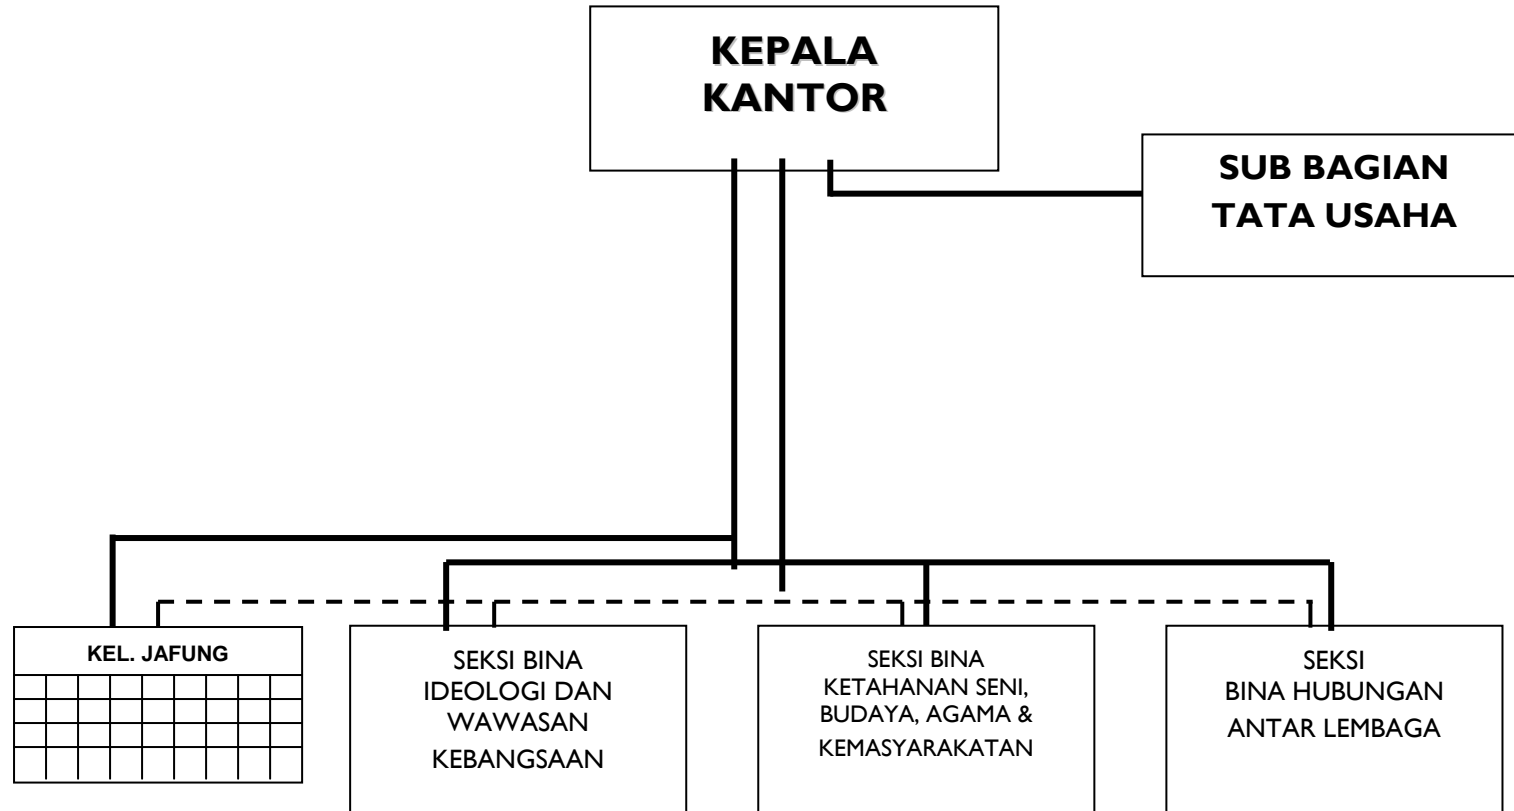 KEPALA
KANTOR
SUB BAGIAN
TATA USAHA
KEL. JAFUNG
SEKSI BINA
IDEOLOGI DAN
WAWASAN
KEBANGSAAN
SEKSI BINA
KETAHANAN SENI,
BUDAYA, AGAMA &
KEMASYARAKATAN
SEKSI
BINA HUBUNGAN
ANTAR LEMBAGA